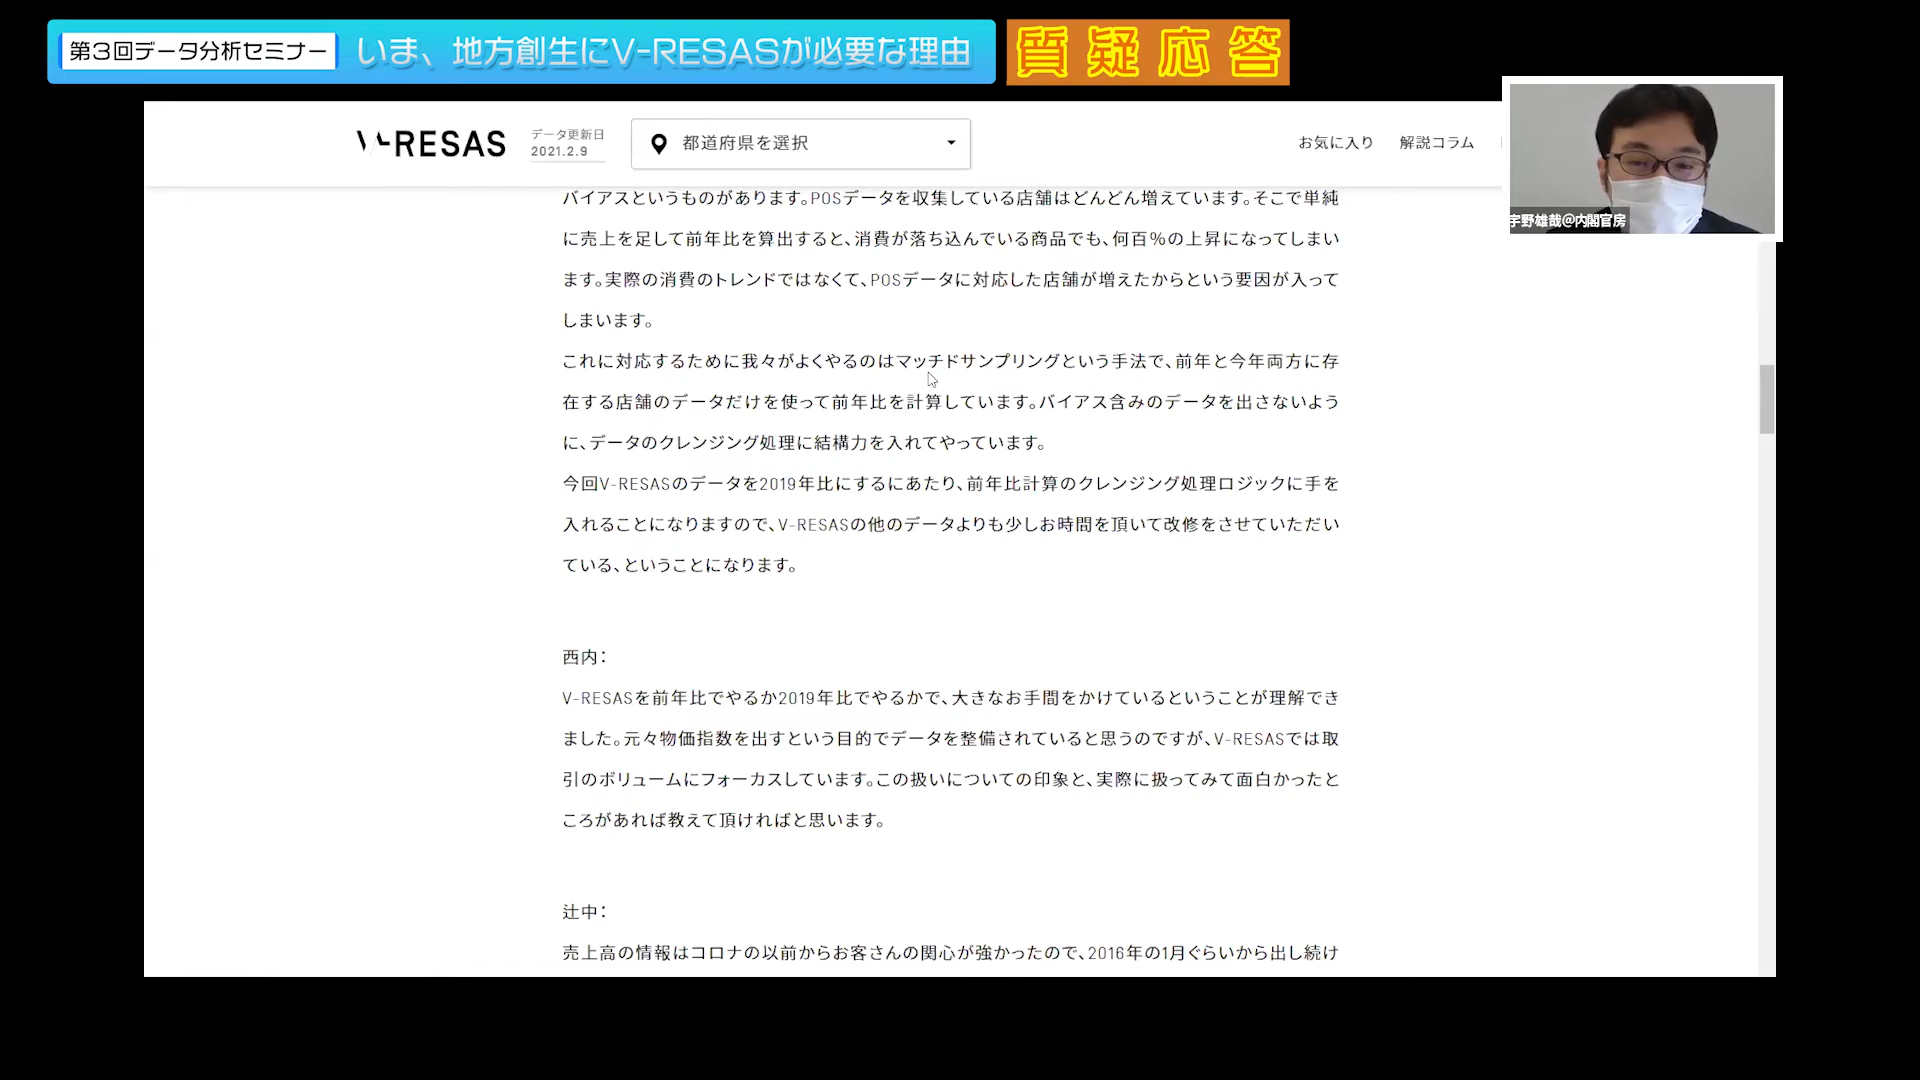 第3回データ分析セミナー
いま、地方創生にV-RESASが必要な理由
質疑応答
V-RESAS
データ更新日
2021.2.9
都道府県を選択
お気に入り
解説コラム
宇野雄哉@内閣官房
バイアスというものがあります。POSデータを収集している店舗はどんどん増えています。そこで単純
に売上を足して前年比を算出すると、消費が落ち込んでいる商品でも、何百％の上昇になってしまい
ます。実際の消費のトレンドではなくて、POSデータに対応した店舗が増えたからという要因が入って
しまいます。
これに対応するために我々がよくやるのはマッチドサンプリングという手法で、前年と今年両方に存
在する店舗のデータだけを使って前年比を計算しています。バイアス含みのデータを出さないよう
に、データのクレンジング処理に結構力を入れてやっています。
今回V-RESASのデータを2019年比にするにあたり、前年比計算のクレンジング処理ロジックに手を
入れることになりますので、V-RESASの他のデータよりも少しお時間を頂いて改修をさせていただい
ている、ということになります。
西内：
V-RESASを前年比でやるか2019年比でやるかで、大きなお手間をかけているということが理解でき
ました。元々物価指数を出すという目的でデータを整備されていると思うのですが、V-RESASでは取
引のボリュームにフォーカスしています。この扱いについての印象と、実際に扱ってみて面白かったと
ころがあれば教えて頂ければと思います。
辻中：
売上高の情報はコロナの以前からお客さんの関心が強かったので、2016年の1月ぐらいから出し続け